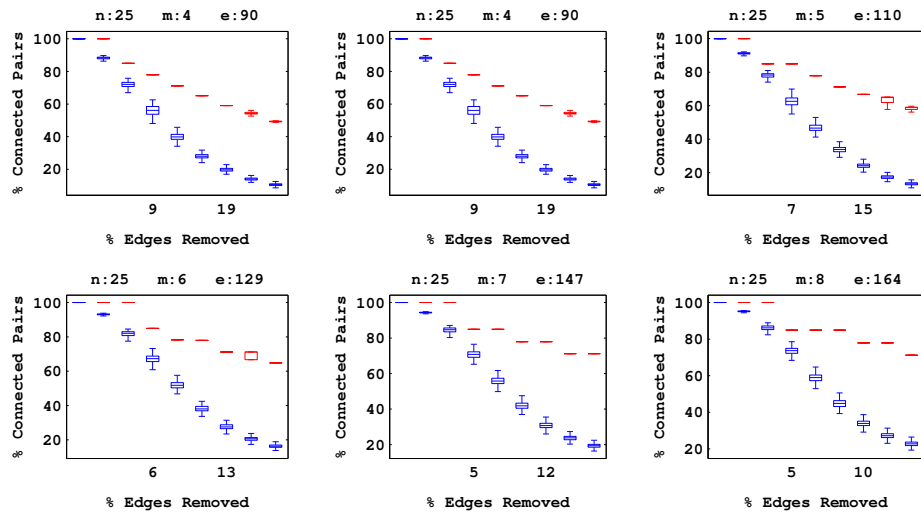 n:25 m:4 e:90
% Connected Pairs
100
80
60
40
20
9 19
% Edges Removed
n:25 m:4 e:90
% Connected Pairs
100
80
60
40
20
9 19
% Edges Removed
n:25 m:5 e:110
% Connected Pairs
100
80
60
40
20
7 15
% Edges Removed
n:25 m:6 e:129
% Connected Pairs
100
80
60
40
20
6 13
% Edges Removed
n:25 m:7 e:147
% Connected Pairs
100
80
60
40
20
5 12
% Edges Removed
n:25 m:8 e:164
% Connected Pairs
100
80
60
40
20
5 10
% Edges Removed